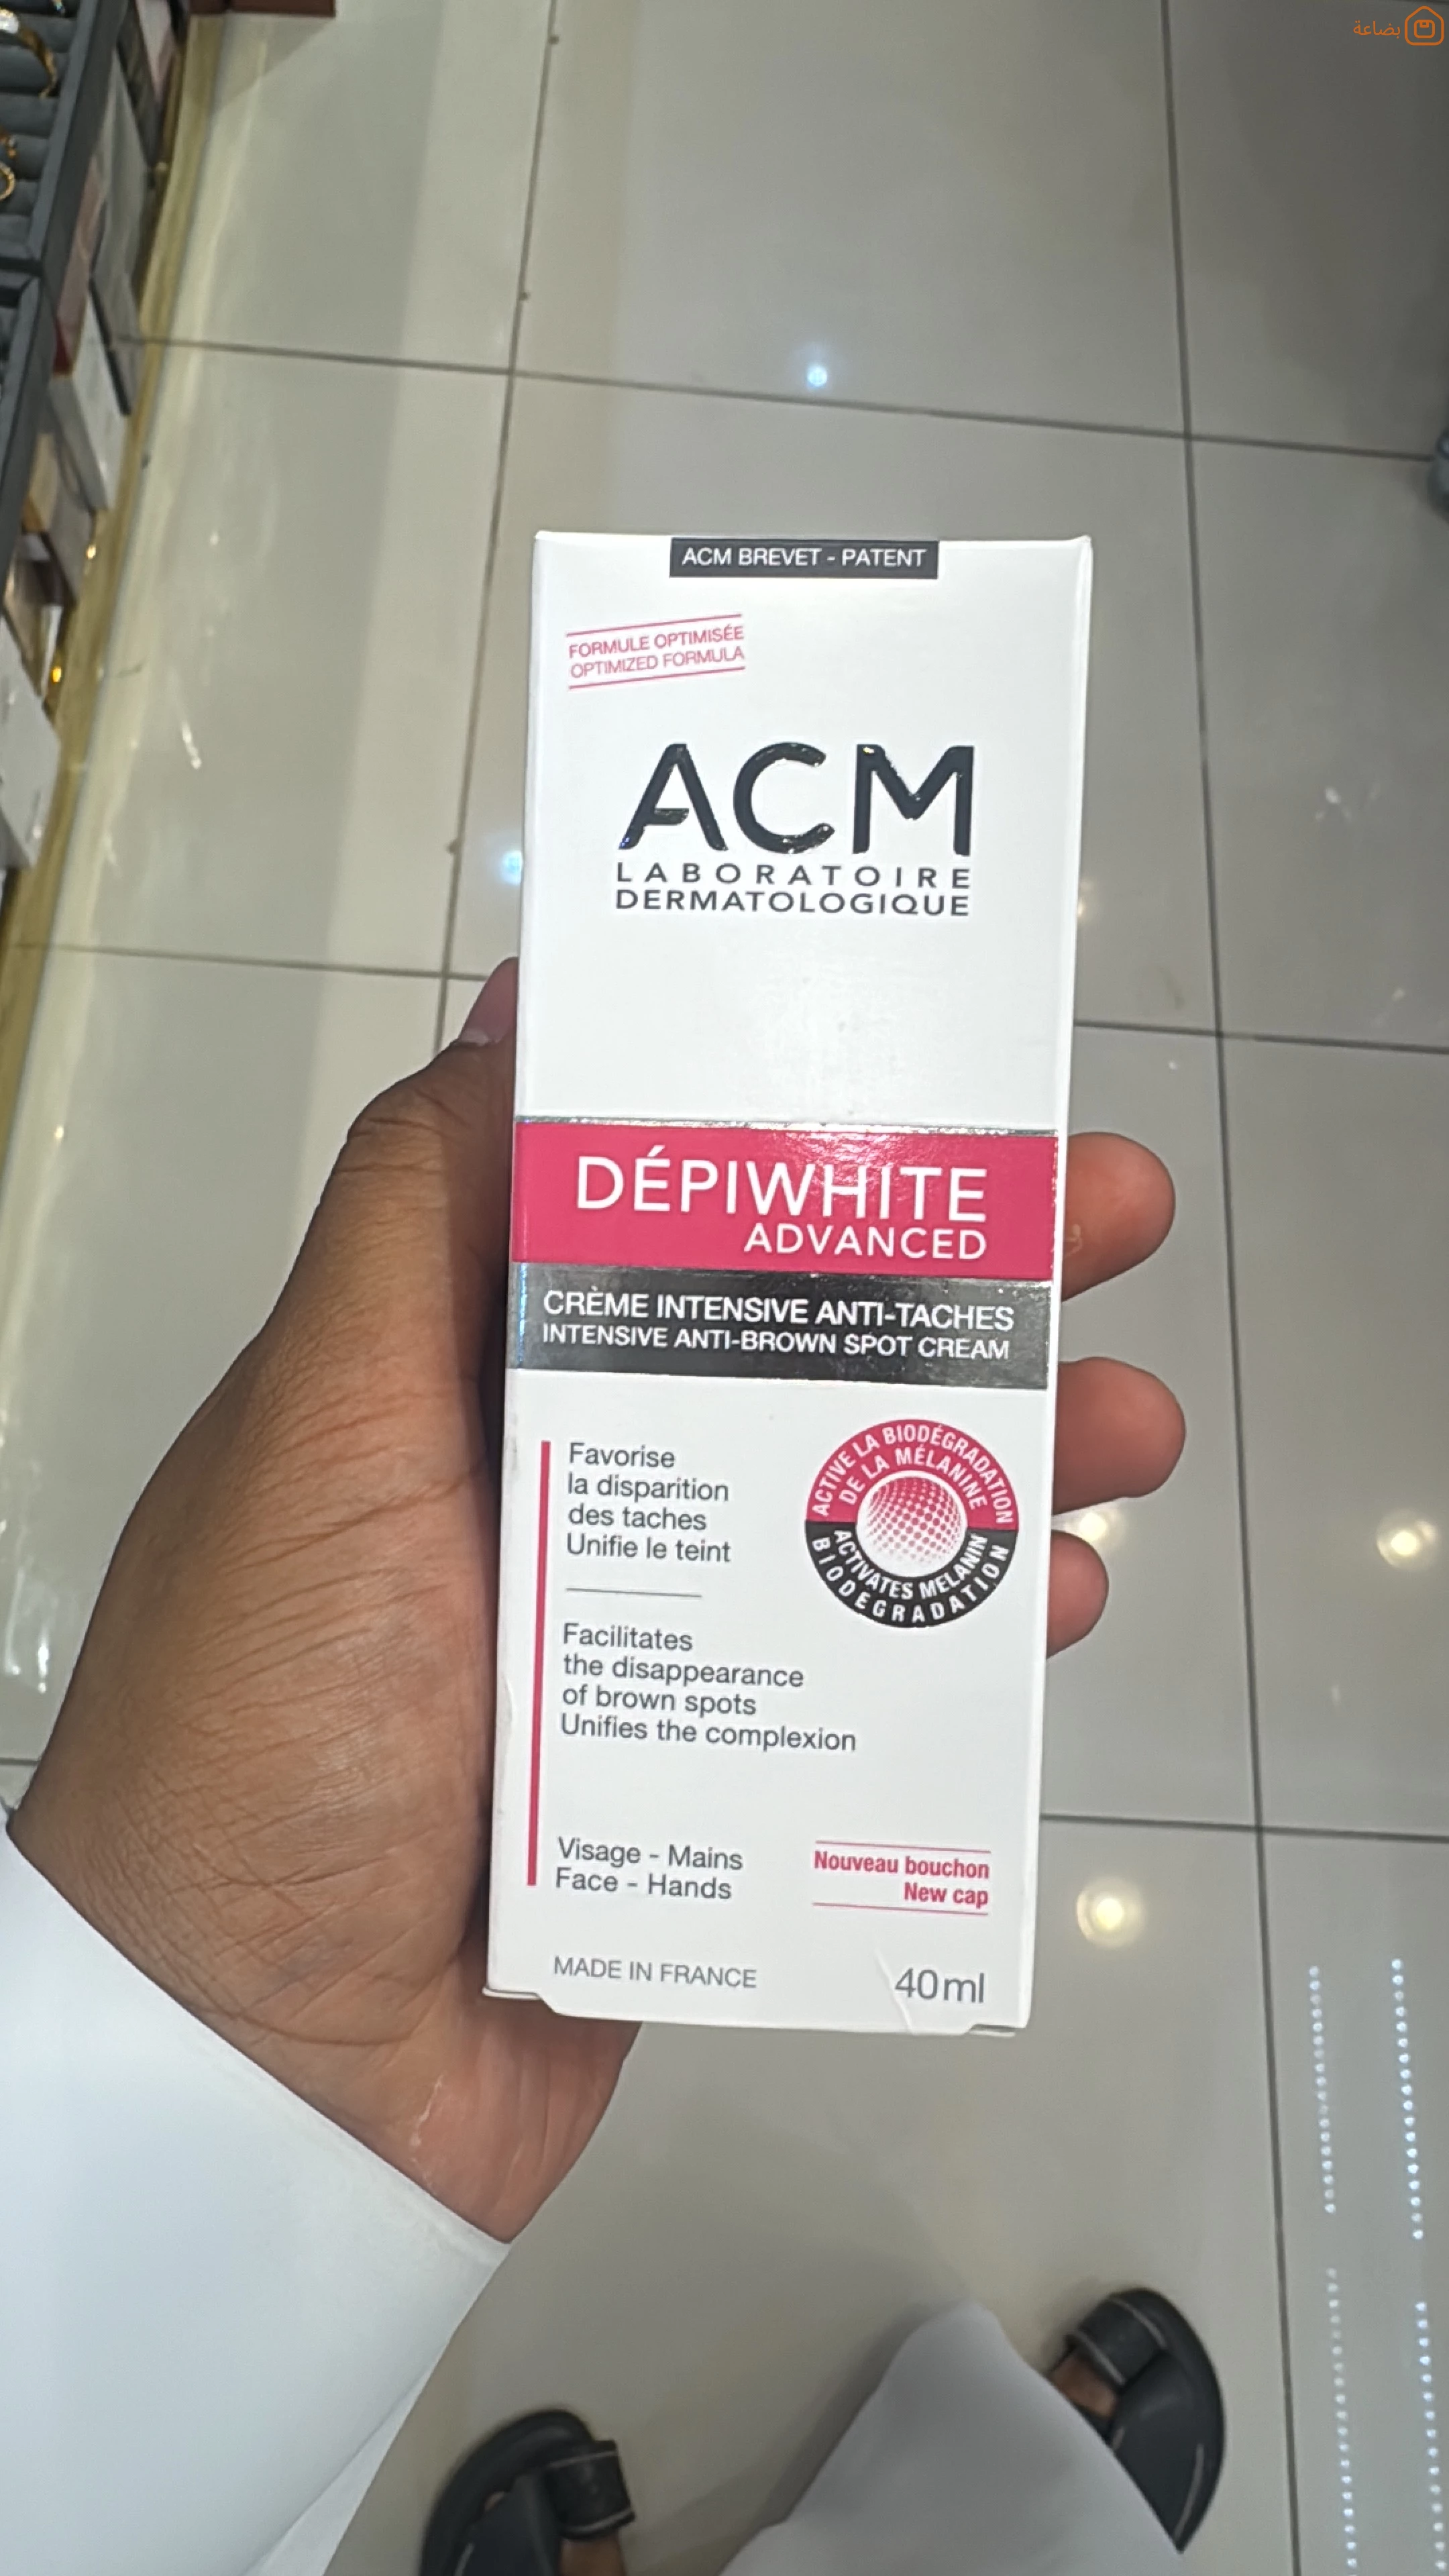 بضاعة
ACM BREVET - PATENT
FORMULE OPTIMISÉE
OPTIMIZED FORMULA
ACM
LABORATOIRE
DERMATOLOGIQUE
DÉPIWHITE
ADVANCED
CRÈME INTENSIVE ANTI-TACHES
INTENSIVE ANTI-BROWN SPOT CREAM
Favorise
la disparition
des taches
Unifie le teint
ACTIVE LA BIODÉGRADATION
DE LA MÉLANINE
ACTIVATES MELANIN
BIODEGRADATION
Facilitates
the disappearance
of brown spots
Unifies the complexion
Visage - Mains
Face - Hands
Nouveau bouchon
New cap
MADE IN FRANCE
40ml